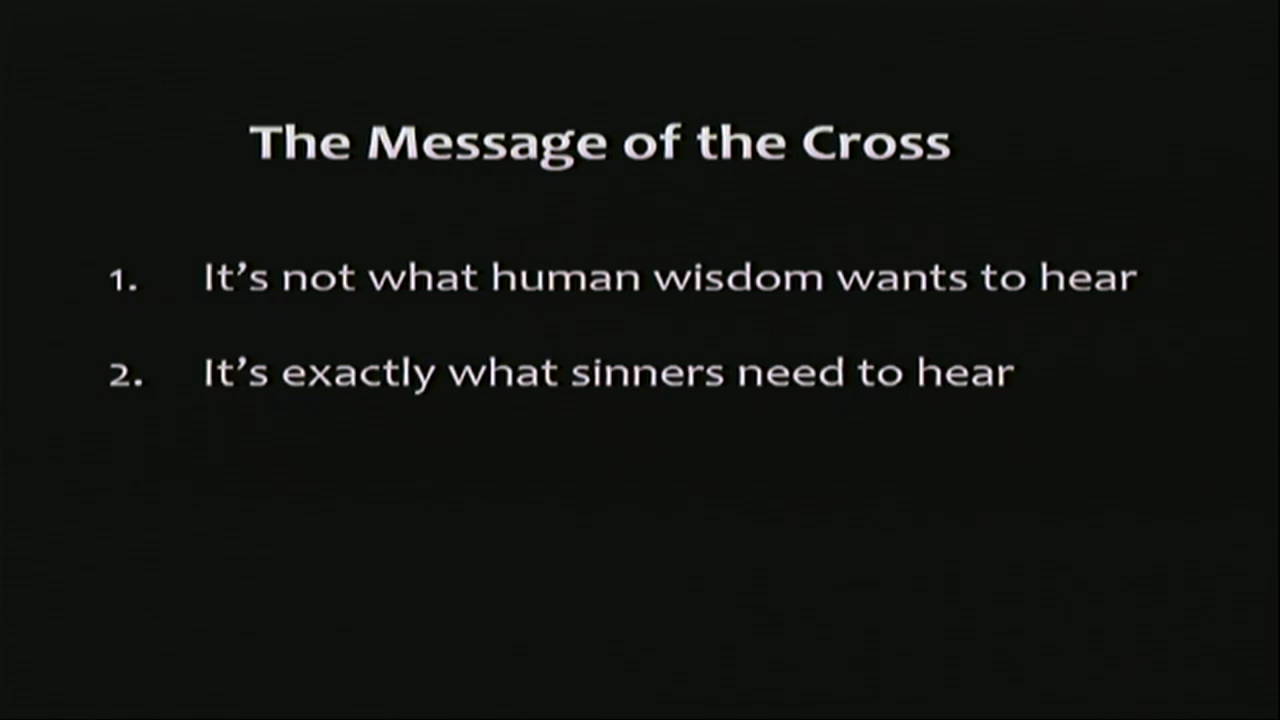 The Message of the Cross
1. It’s not what human wisdom wants to hear
2. It’s exactly what sinners need to hear